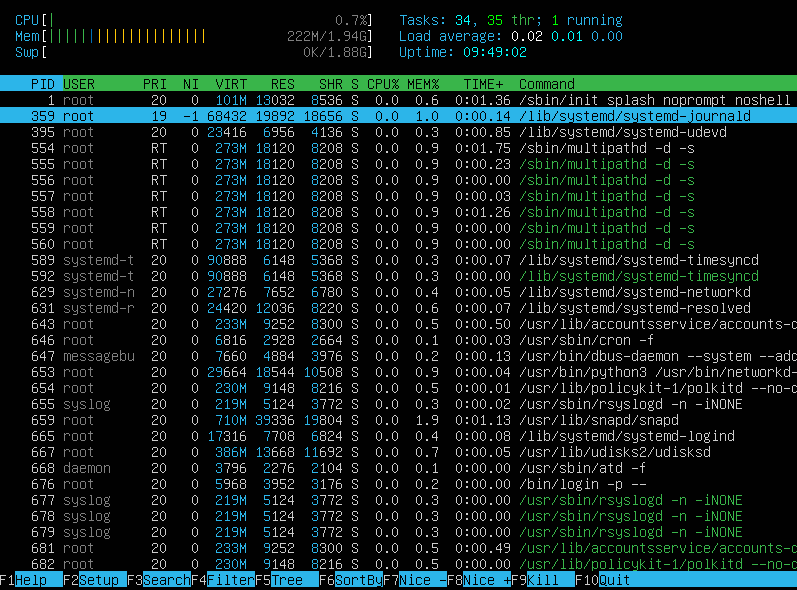 CPU[| 0.7%] Tasks: 34, 35 thr; 1 running
Mem[|||||||||||||||||||| 222M/1.94G] Load average: 0.02 0.01 0.00
Swp[ 0K/1.88G] Uptime: 09:49:02
PID USER PRI NI VIRT RES SHR S CPU% MEM% TIME+ Command
1 root 20 0 101M 13032 8536 S 0.0 0.6 0:01.36 /sbin/init splash noprompt noshell
359 root 19 -1 68432 19892 18656 S 0.0 1.0 0:00.14 /lib/systemd/systemd-journald
395 root 20 0 23416 6956 4136 S 0.0 0.3 0:00.85 /lib/systemd/systemd-udevd
554 root RT 0 273M 18120 8208 S 0.0 0.9 0:01.75 /sbin/multipathd -d -s
555 root RT 0 273M 18120 8208 S 0.0 0.9 0:00.23 /sbin/multipathd -d -s
556 root RT 0 273M 18120 8208 S 0.0 0.9 0:00.00 /sbin/multipathd -d -s
557 root RT 0 273M 18120 8208 S 0.0 0.9 0:00.03 /sbin/multipathd -d -s
558 root RT 0 273M 18120 8208 S 0.0 0.9 0:01.26 /sbin/multipathd -d -s
559 root RT 0 273M 18120 8208 S 0.0 0.9 0:00.00 /sbin/multipathd -d -s
560 root RT 0 273M 18120 8208 S 0.0 0.9 0:00.00 /sbin/multipathd -d -s
589 systemd-t 20 0 90888 6148 5368 S 0.0 0.3 0:00.07 /lib/systemd/systemd-timesyncd
592 systemd-t 20 0 90888 6148 5368 S 0.0 0.3 0:00.00 /lib/systemd/systemd-timesyncd
629 systemd-n 20 0 27276 7652 6780 S 0.0 0.4 0:00.05 /lib/systemd/systemd-networkd
631 systemd-r 20 0 24420 12036 8220 S 0.0 0.6 0:00.07 /lib/systemd/systemd-resolved
643 root 20 0 233M 9252 8300 S 0.0 0.5 0:00.50 /usr/lib/accountsservice/accounts-d
646 root 20 0 6816 2928 2664 S 0.0 0.1 0:00.03 /usr/sbin/cron -f
647 messagebu 20 0 7660 4884 3976 S 0.0 0.2 0:00.13 /usr/bin/dbus-daemon --system --add
653 root 20 0 29664 18544 10508 S 0.0 0.9 0:00.04 /usr/bin/python3 /usr/bin/networkd-
654 root 20 0 230M 9148 8216 S 0.0 0.5 0:00.01 /usr/lib/policykit-1/polkitd --no-d
655 syslog 20 0 219M 5124 3772 S 0.0 0.3 0:00.02 /usr/sbin/rsyslogd -n -iNONE
659 root 20 0 710M 39336 19804 S 0.0 1.9 0:01.13 /usr/lib/snapd/snapd
665 root 20 0 17316 7708 6824 S 0.0 0.4 0:00.08 /lib/systemd/systemd-logind
667 root 20 0 386M 13668 11692 S 0.0 0.7 0:00.05 /usr/lib/udisks2/udisksd
668 daemon 20 0 3796 2276 2104 S 0.0 0.1 0:00.00 /usr/sbin/atd -f
676 root 20 0 5968 3952 3176 S 0.0 0.2 0:00.00 /bin/login -p --
677 syslog 20 0 219M 5124 3772 S 0.0 0.3 0:00.00 /usr/sbin/rsyslogd -n -iNONE
678 syslog 20 0 219M 5124 3772 S 0.0 0.3 0:00.00 /usr/sbin/rsyslogd -n -iNONE
679 syslog 20 0 219M 5124 3772 S 0.0 0.3 0:00.00 /usr/sbin/rsyslogd -n -iNONE
681 root 20 0 233M 9252 8300 S 0.0 0.5 0:00.49 /usr/lib/accountsservice/accounts-d
682 root 20 0 230M 9148 8216 S 0.0 0.5 0:00.00 /usr/lib/policykit-1/polkitd --no-d
F1Help F2Setup F3SearchF4FilterF5Tree F6SortByF7Nice -F8Nice +F9Kill F10Quit